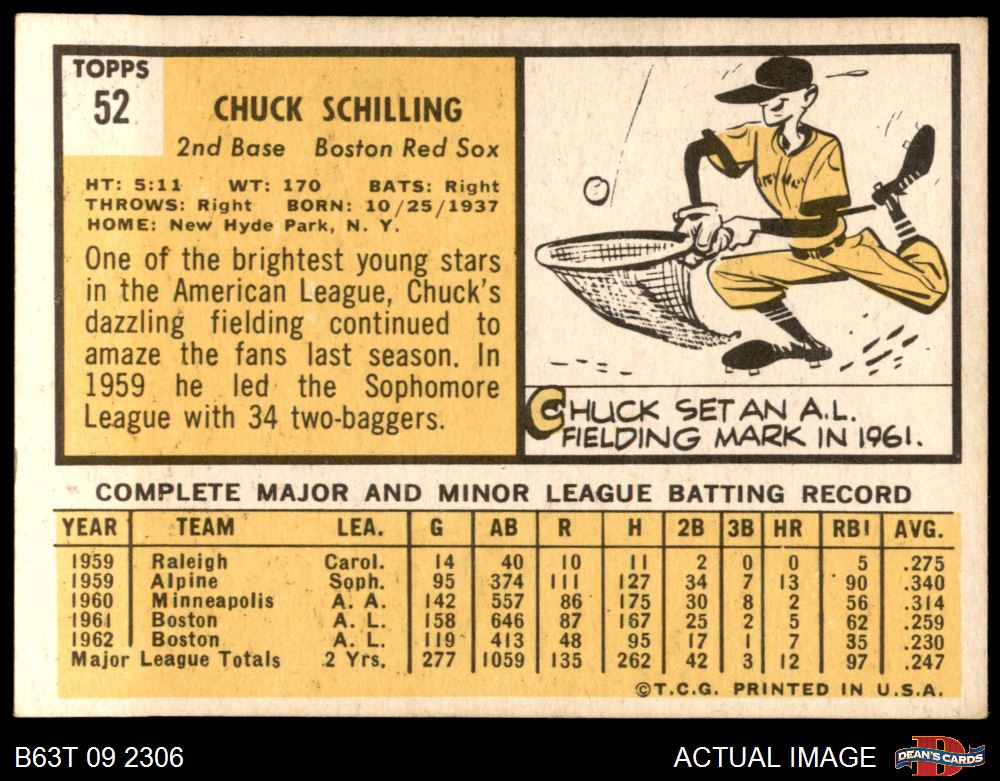 TOPPS
52
CHUCK SCHILLING
2nd Base Boston Red Sox
HT: 5:11 WT: 170 BATS: Right
THROWS: Right BORN: 10/25/1937
HOME: New Hyde Park, N. Y.
One of the brightest young stars
in the American League, Chuck's
dazzling fielding continued to
amaze the fans last season. In
1959 he led the Sophomore
League with 34 two-baggers.
CHUCK SET AN A.L.
FIELDING MARK IN 1961.
COMPLETE MAJOR AND MINOR LEAGUE BATTING RECORD
YEAR TEAM LEA. G AB R H 2B 3B HR RBI AVG.
1959 Raleigh Carol. 14 40 10 11 2 0 0 5 .275
1959 Alpine Soph. 95 374 111 127 34 7 13 90 .340
1960 Minneapolis A. A. 142 557 86 175 30 8 2 56 .314
1961 Boston A. L. 158 646 87 167 25 2 5 62 .259
1962 Boston A. L. 119 413 48 95 17 1 7 35 .230
Major League Totals 2 Yrs. 277 1059 135 262 42 3 12 97 .247
©T.C.G. PRINTED IN U.S.A.
B63T 09 2306
ACTUAL IMAGE
DEAN'S CARDS